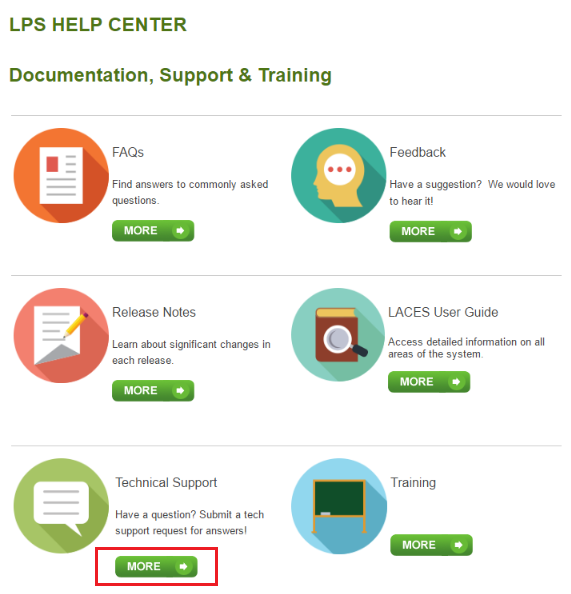 LPS HELP CENTER
Documentation, Support & Training
FAQs
Find answers to commonly asked
questions.
MORE
Feedback
Have a suggestion?  We would love
to hear it!
MORE
Release Notes
Learn about significant changes in
each release.
MORE
LACES User Guide
Access detailed information on all
areas of the system.
MORE
Technical Support
Have a question? Submit a tech
support request for answers!
MORE
Training
MORE